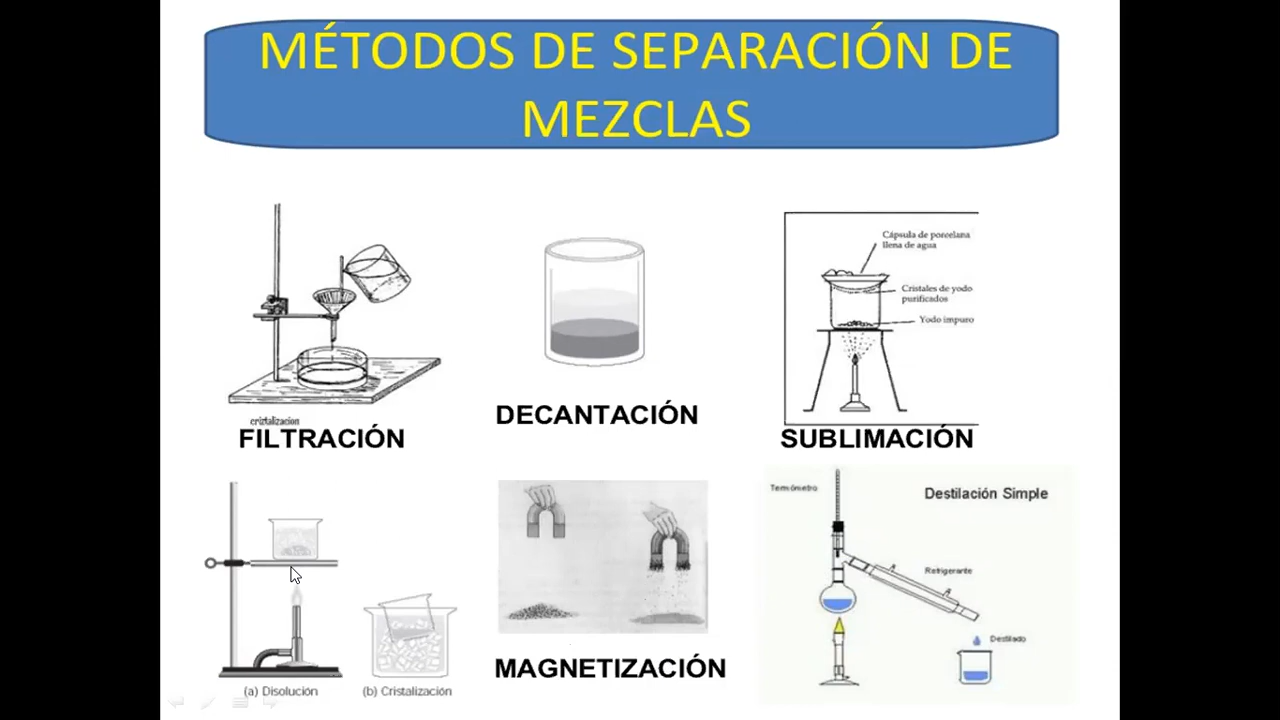 MÉTODOS DE SEPARACIÓN DE
MEZCLAS
Cápsula de porcelana
llena de agua
Cristales de yodo
purificados
Yodo impuro
criztalizacion
FILTRACIÓN
DECANTACIÓN
SUBLIMACIÓN
Termómetro
Destilación Simple
Refrigerante
Destilado
(a) Disolución
(b) Cristalización
MAGNETIZACIÓN